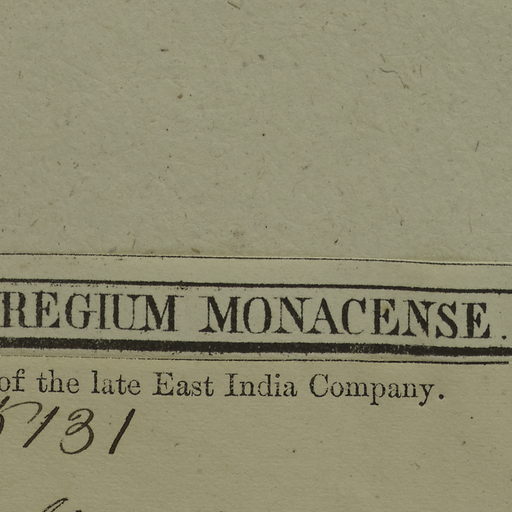 REGIUM MONACENSE.
of the late East India Company.
5131